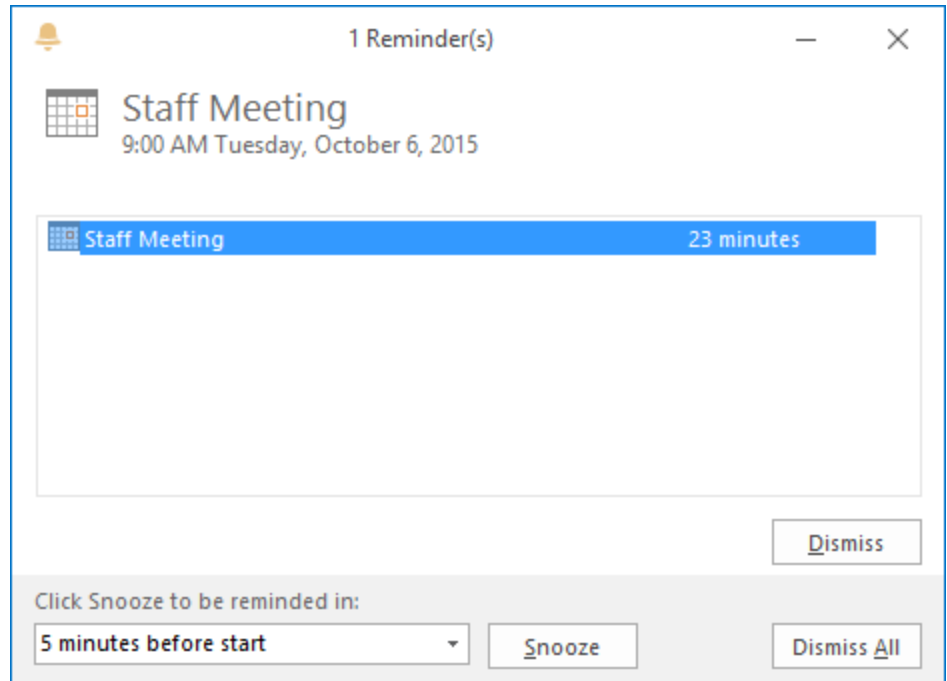 1 Reminder(s)
Staff Meeting
9:00 AM Tuesday, October 6, 2015
Staff Meeting 23 minutes
Dismiss
Click Snooze to be reminded in:
5 minutes before start Snooze Dismiss All